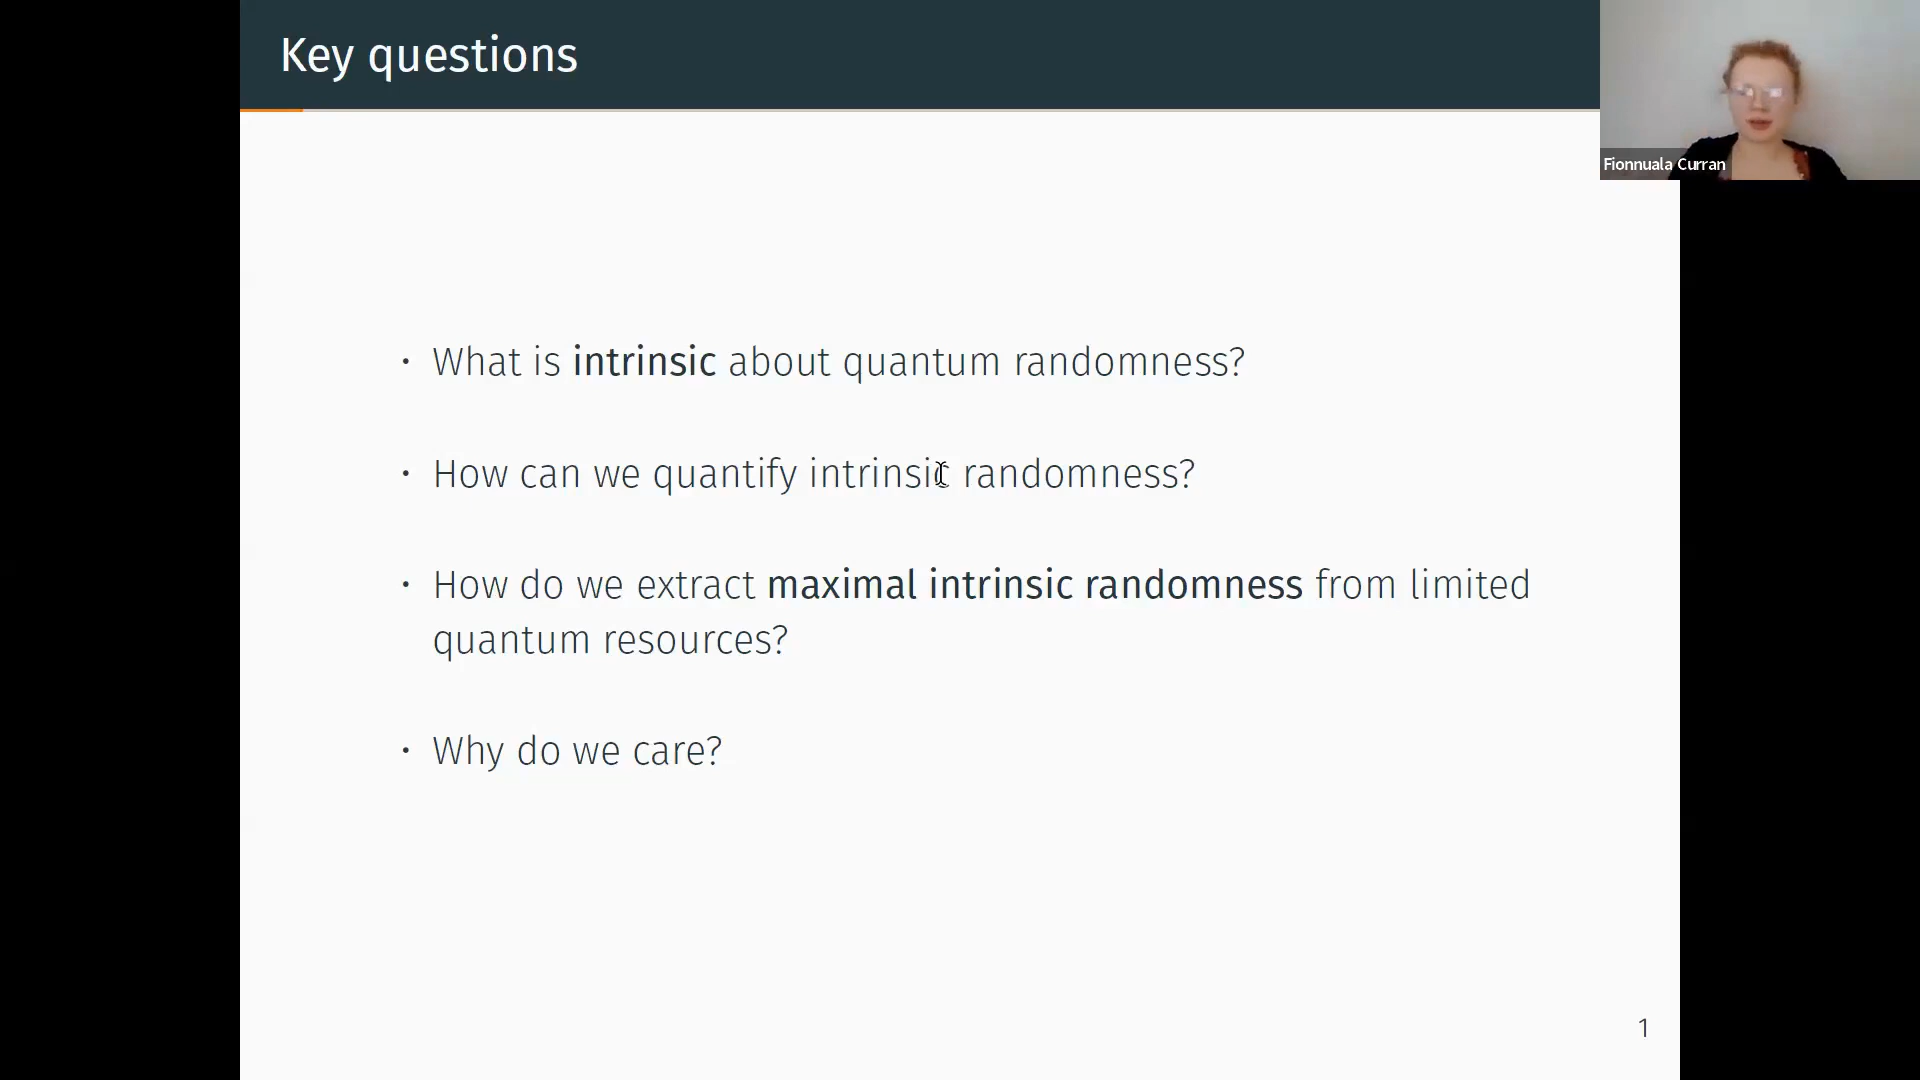 Key questions
Fionnuala Curran
• What is intrinsic about quantum randomness?
• How can we quantify intrinsic randomness?
• How do we extract maximal intrinsic randomness from limited
quantum resources?
• Why do we care?
1